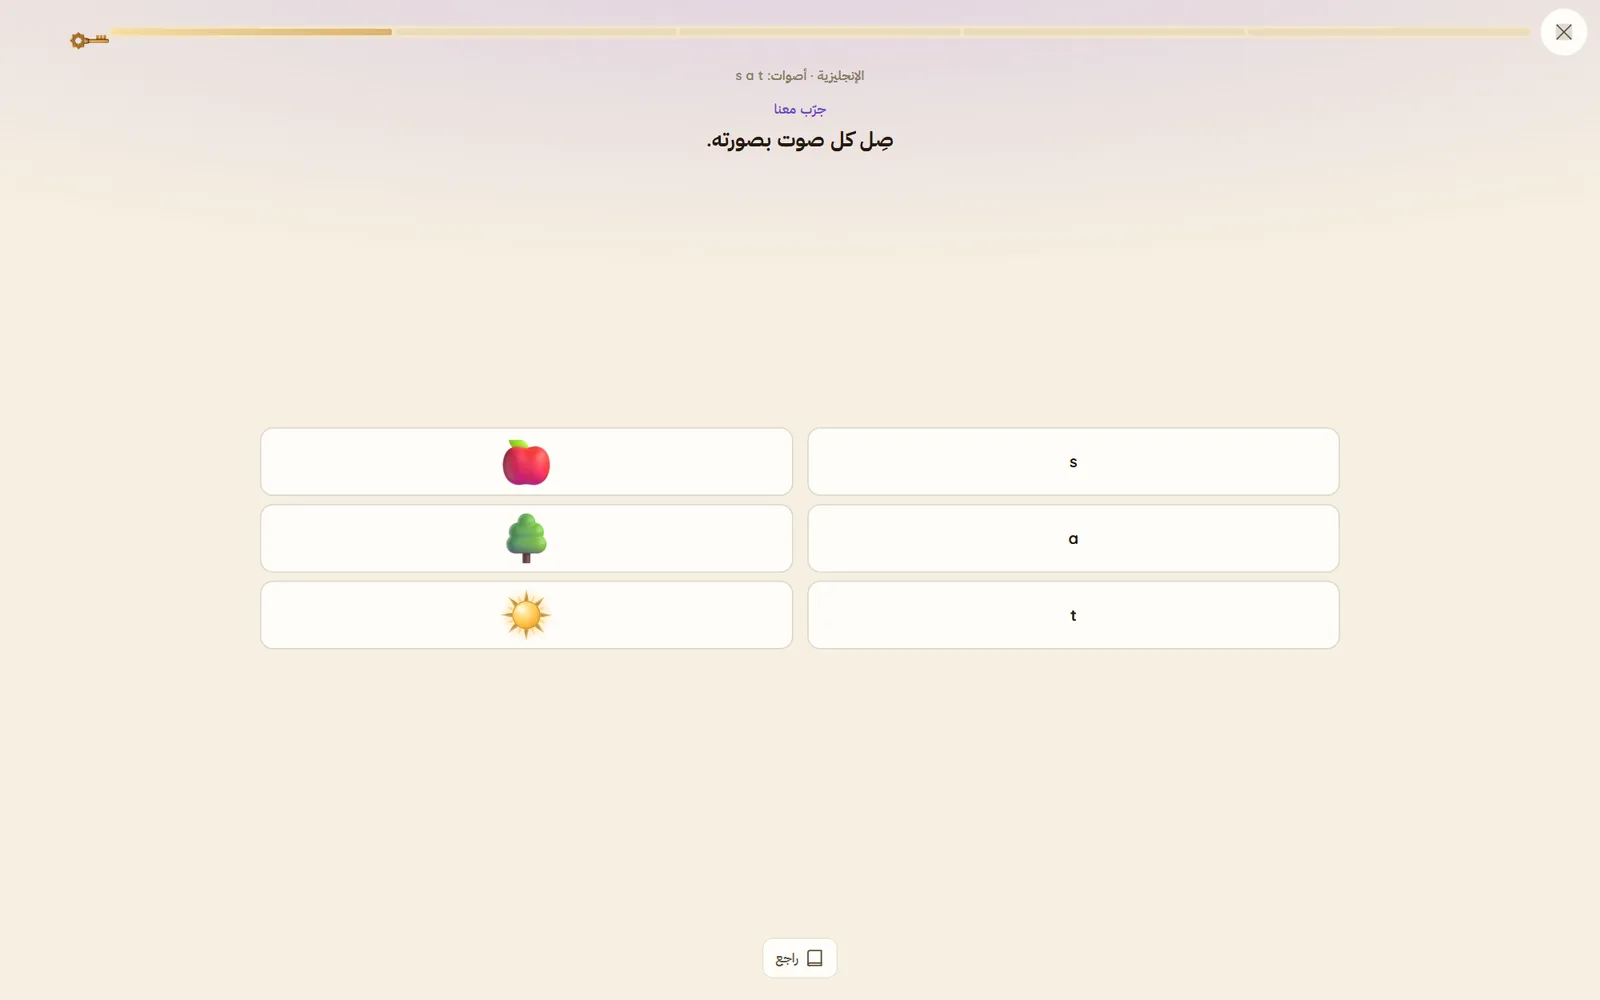 الإنجليزية · أصوات: s a t
جرّب معنا
صِل كل صوت بصورته.
s
a
t
راجع